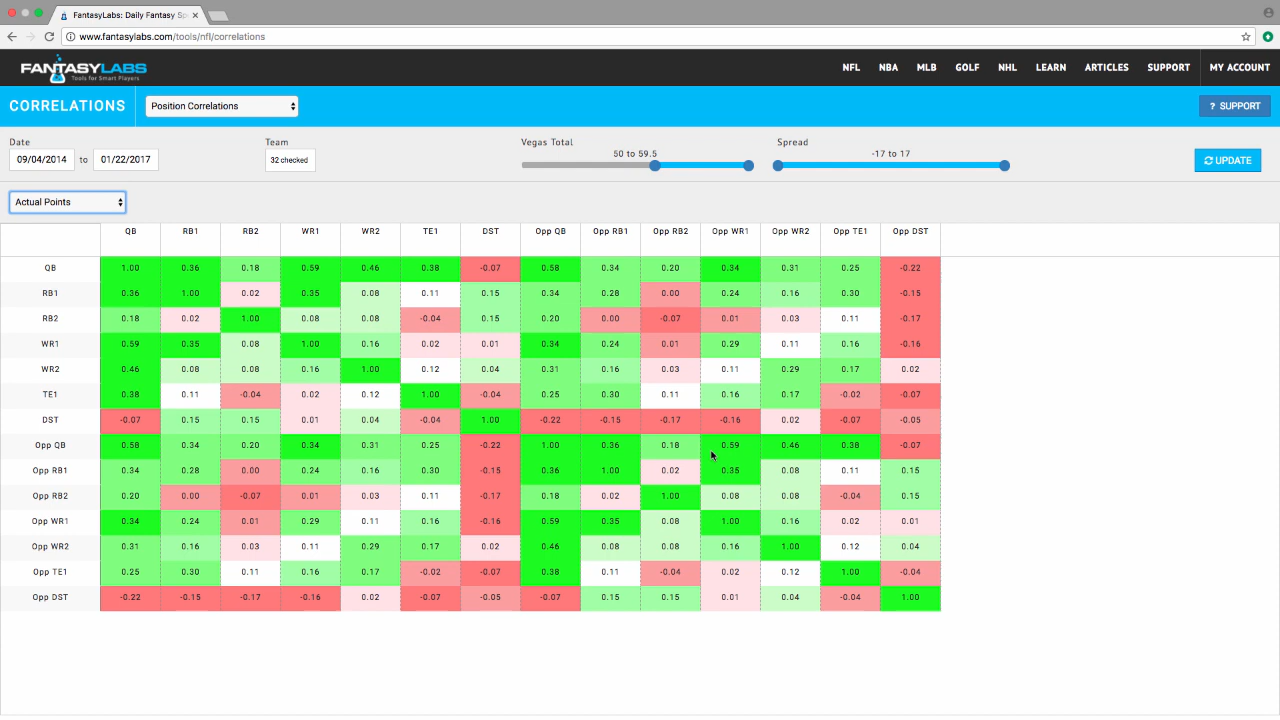 FantasyLabs: Daily Fantasy Sp
www.fantasylabs.com/tools/nfl/correlations
FANTASYLABS
Tools for Smart Players
NFL NBA MLB GOLF NHL LEARN ARTICLES SUPPORT MY ACCOUNT
CORRELATIONS Position Correlations ? SUPPORT
Date Team Vegas Total Spread
09/04/2014 to 01/22/2017 32 checked 50 to 59.5 -17 to 17 UPDATE
Actual Points
QB RB1 RB2 WR1 WR2 TE1 DST Opp QB Opp RB1 Opp RB2 Opp WR1 Opp WR2 Opp TE1 Opp DST
QB 1.00 0.36 0.18 0.59 0.46 0.38 -0.07 0.58 0.34 0.20 0.34 0.31 0.25 -0.22
RB1 0.36 1.00 0.02 0.35 0.08 0.11 0.15 0.34 0.28 0.00 0.24 0.16 0.30 -0.15
RB2 0.18 0.02 1.00 0.08 0.08 -0.04 0.15 0.20 0.00 -0.07 0.01 0.03 0.11 -0.17
WR1 0.59 0.35 0.08 1.00 0.16 0.02 0.01 0.34 0.24 0.01 0.29 0.11 0.16 -0.16
WR2 0.46 0.08 0.08 0.16 1.00 0.12 0.04 0.31 0.16 0.03 0.11 0.29 0.17 0.02
TE1 0.38 0.11 -0.04 0.02 0.12 1.00 -0.04 0.25 0.30 0.11 0.16 0.17 -0.02 -0.07
DST -0.07 0.15 0.15 0.01 0.04 -0.04 1.00 -0.22 -0.15 -0.17 -0.16 0.02 -0.07 -0.05
Opp QB 0.58 0.34 0.20 0.34 0.31 0.25 -0.22 1.00 0.36 0.18 0.59 0.46 0.38 -0.07
Opp RB1 0.34 0.28 0.00 0.24 0.16 0.30 -0.15 0.36 1.00 0.02 0.35 0.08 0.11 0.15
Opp RB2 0.20 0.00 -0.07 0.01 0.03 0.11 -0.17 0.18 0.02 1.00 0.08 0.08 -0.04 0.15
Opp WR1 0.34 0.24 0.01 0.29 0.11 0.16 -0.16 0.59 0.35 0.08 1.00 0.16 0.02 0.01
Opp WR2 0.31 0.16 0.03 0.11 0.29 0.17 0.02 0.46 0.08 0.08 0.16 1.00 0.12 0.04
Opp TE1 0.25 0.30 0.11 0.16 0.17 -0.02 -0.07 0.38 0.11 -0.04 0.02 0.12 1.00 -0.04
Opp DST -0.22 -0.15 -0.17 -0.16 0.02 -0.07 -0.05 -0.07 0.15 0.15 0.01 0.04 -0.04 1.00